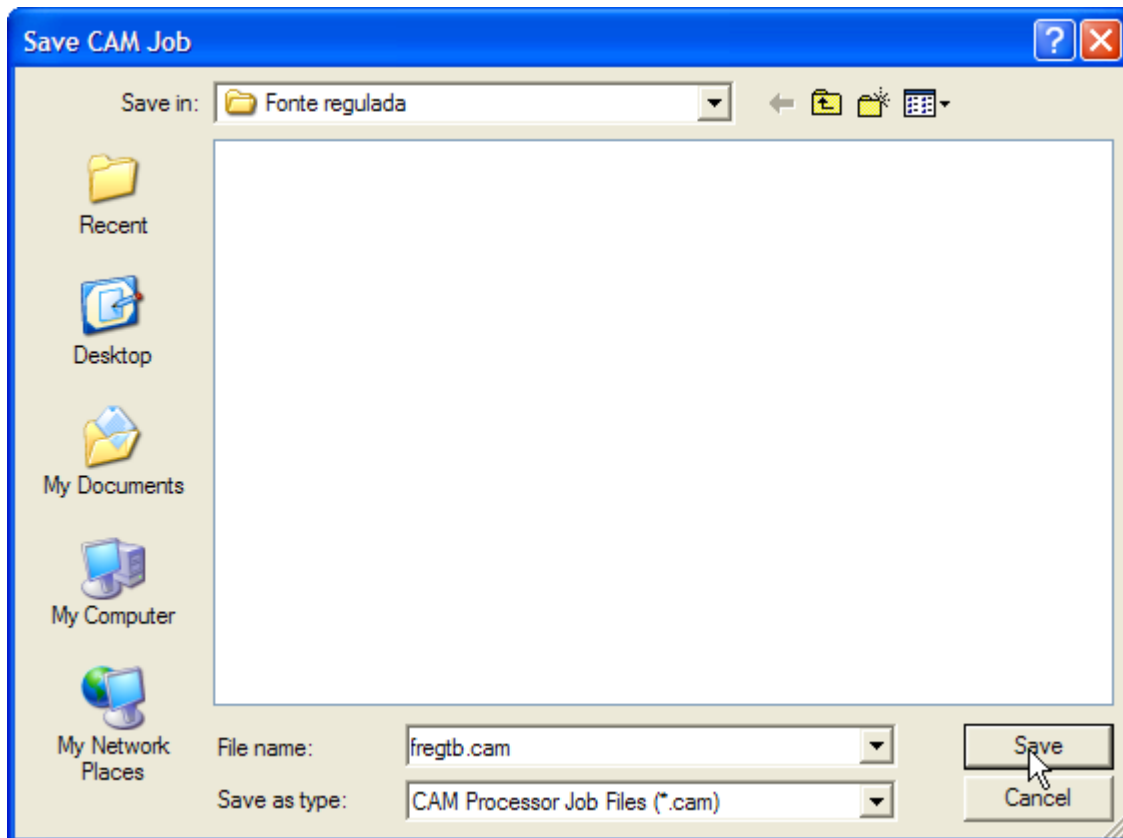 Save CAM Job
Save in: Fonte regulada
Recent
Desktop
My Documents
My Computer
My Network
Places
File name: fregtb.cam
Save
Save as type: CAM Processor Job Files (*.cam)
Cancel